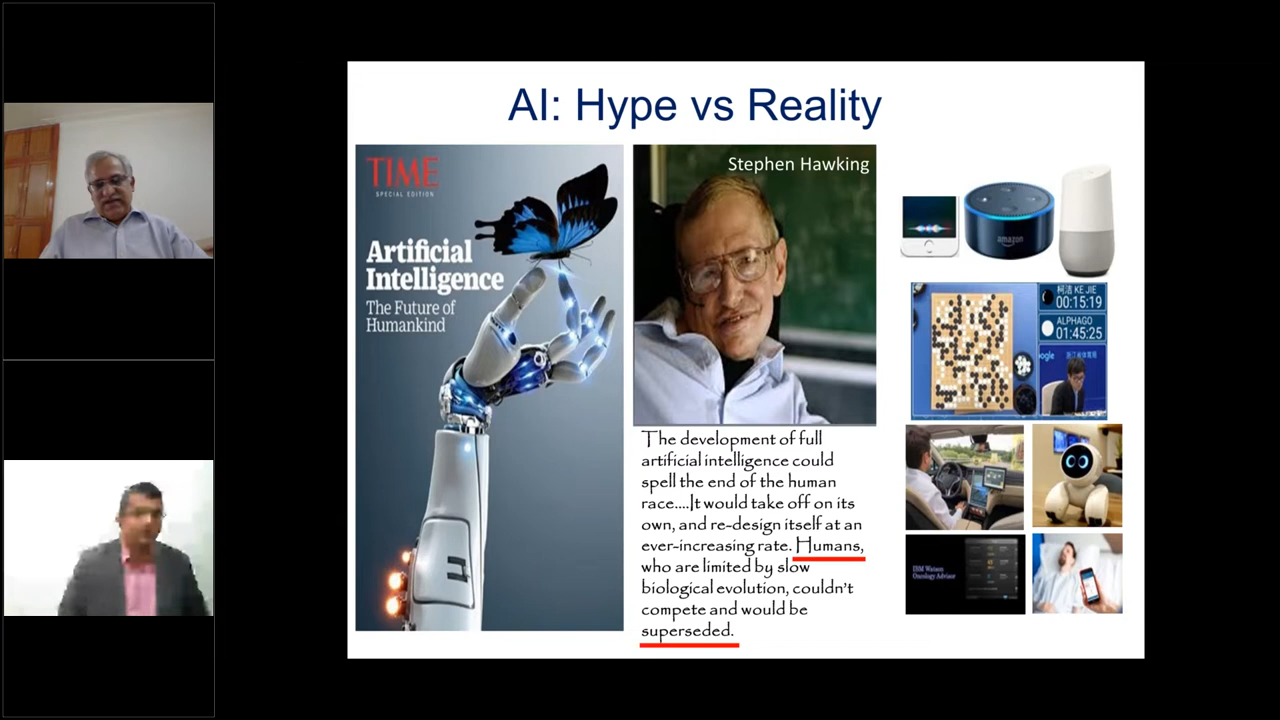 AI: Hype vs Reality
TIME
SPECIAL EDITION
Artificial
Intelligence
The Future of
Humankind
Stephen Hawking
The development of full
artificial intelligence could
spell the end of the human
race....It would take off on its
own, and re-design itself at an
ever-increasing rate. Humans,
who are limited by slow
biological evolution, couldn't
compete and would be
superseded.
amazon
柯洁 KE JIE
00:15:19
ALPHAGO
01:45:25
oogle
IBM Watson
Oncology Advisor